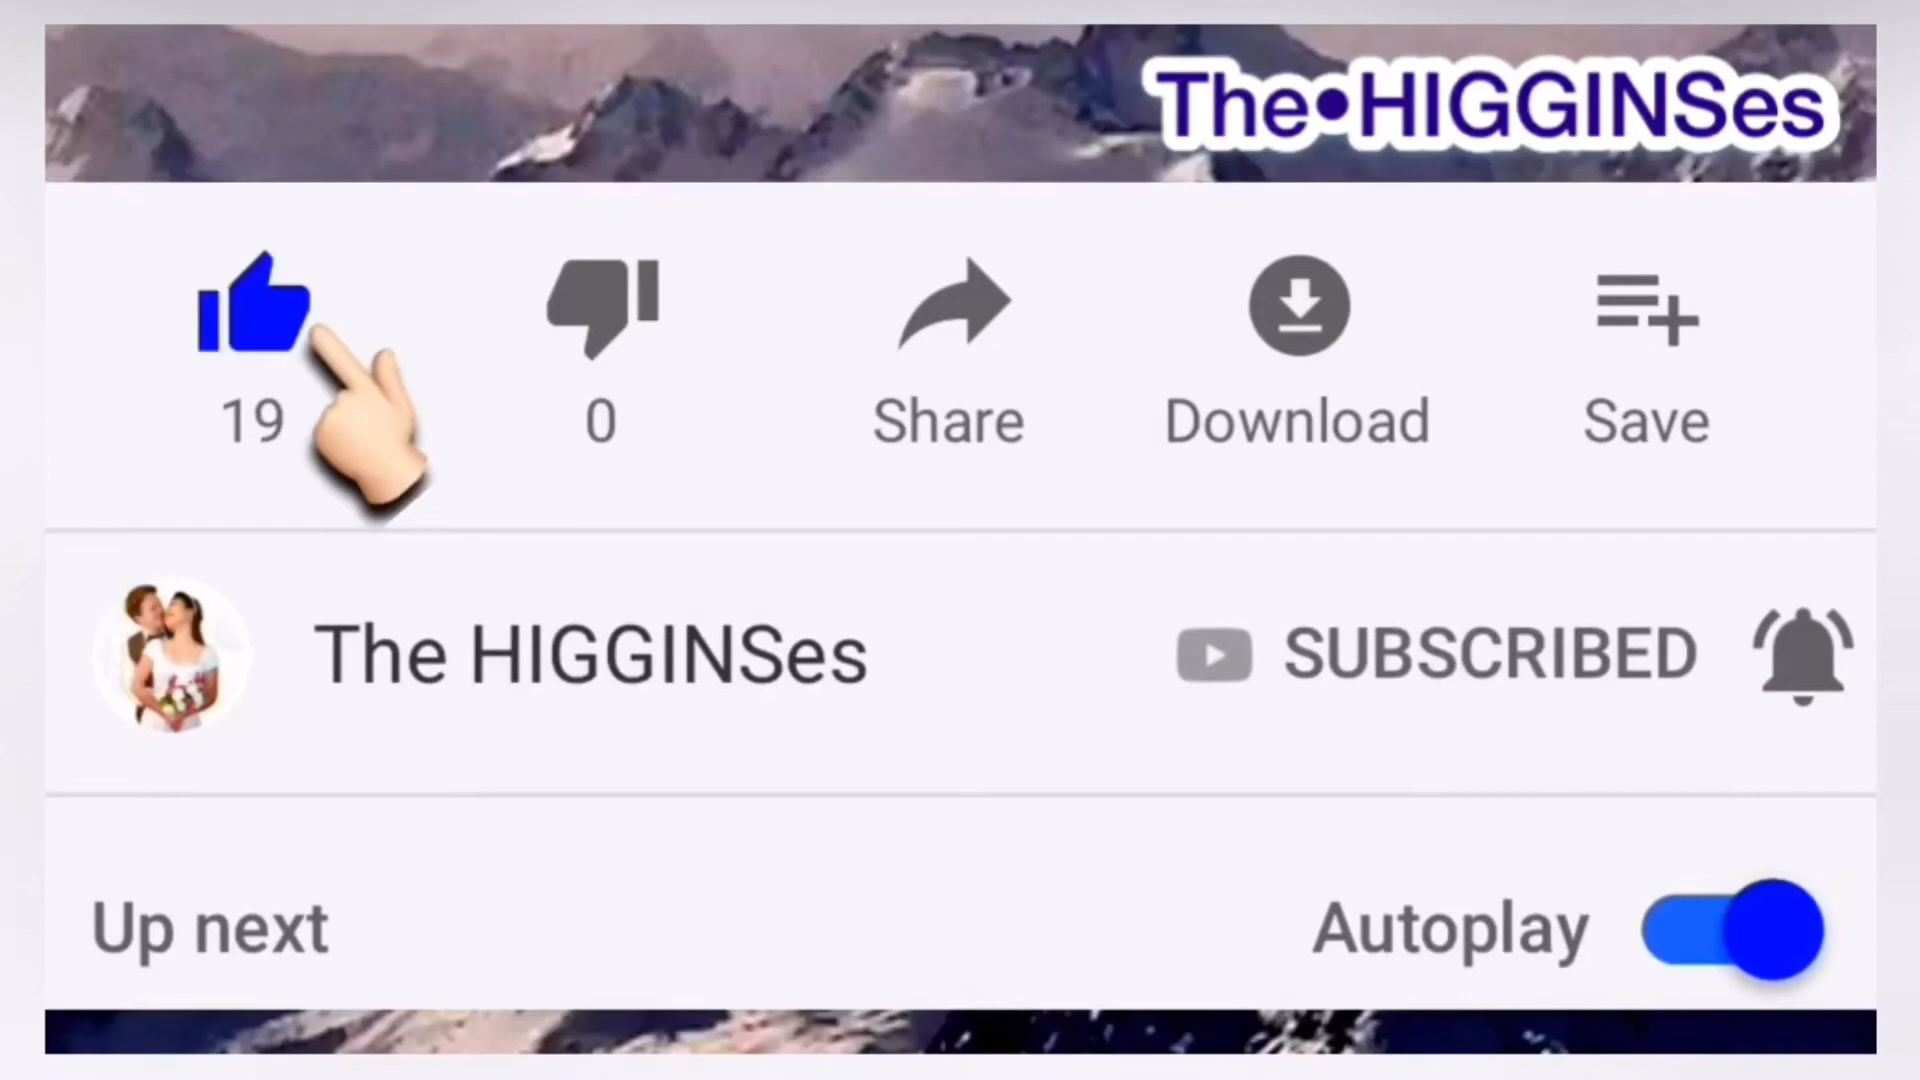 The•HIGGINSes
19
0
Share
Download
Save
The HIGGINSes
SUBSCRIBED
Up next
Autoplay